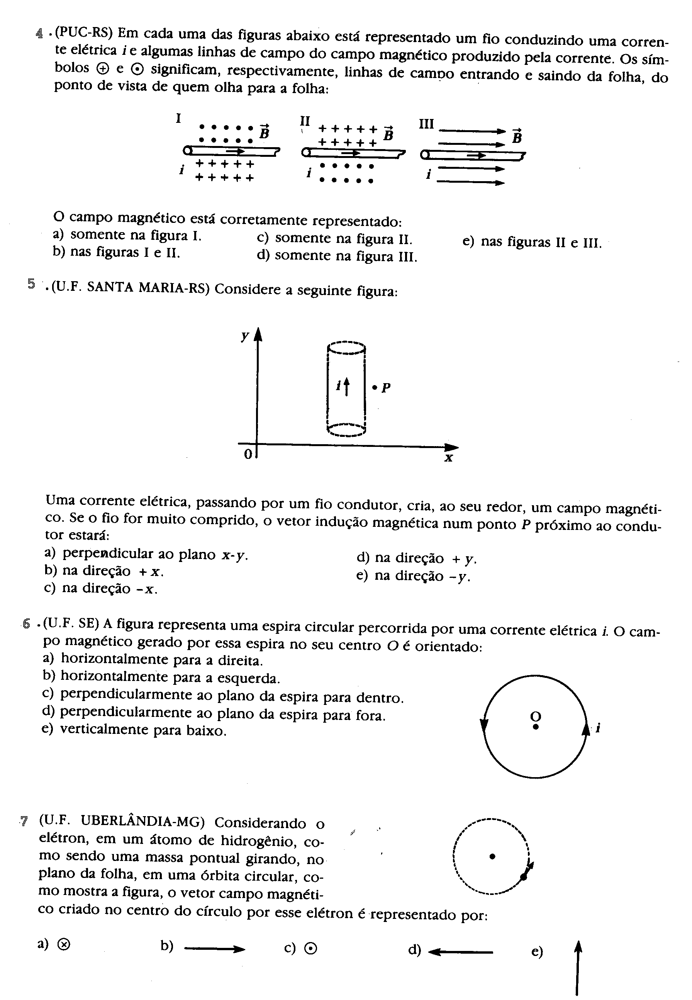 4 . (PUC-RS) Em cada uma das figuras abaixo está representado um fio conduzindo uma corren-
te elétrica i e algumas linhas de campo do campo magnético produzido pela corrente. Os sím-
bolos ⊕ e ⊙ significam, respectivamente, linhas de campo entrando e saindo da folha, do
ponto de vista de quem olha para a folha:
I
B
i
II
B
i
III
B
i
O campo magnético está corretamente representado:
a) somente na figura I.
b) nas figuras I e II.
c) somente na figura II.
d) somente na figura III.
e) nas figuras II e III.
5 . (U.F. SANTA MARIA-RS) Considere a seguinte figura:
y
i
P
0
x
Uma corrente elétrica, passando por um fio condutor, cria, ao seu redor, um campo magnéti-
co. Se o fio for muito comprido, o vetor indução magnética num ponto P próximo ao condu-
tor estará:
a) perpendicular ao plano x-y.
b) na direção + x.
c) na direção – x.
d) na direção + y.
e) na direção – y.
6 . (U.F. SE) A figura representa uma espira circular percorrida por uma corrente elétrica i. O cam-
po magnético gerado por essa espira no seu centro O é orientado:
a) horizontalmente para a direita.
b) horizontalmente para a esquerda.
c) perpendicularmente ao plano da espira para dentro.
d) perpendicularmente ao plano da espira para fora.
e) verticalmente para baixo.
O
i
7 (U.F. UBERLÂNDIA-MG) Considerando o
elétron, em um átomo de hidrogênio, co-
mo sendo uma massa pontual girando, no
plano da folha, em uma órbita circular, co-
mo mostra a figura, o vetor campo magnéti-
co criado no centro do círculo por esse elétron é representado por:
a) ⊗ b) → c) ⊙ d) ← e) ↑